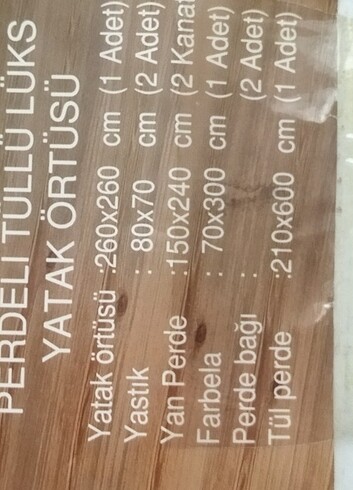 PERDELİ TÜLLÜ LÜKS
YATAK ÖRTÜSÜ
Yatak örtüsü :260x260 cm (1 Adet)
Yastık : 80x70 cm (2 Adet)
Yan Perde :150x240 cm (2 Kanat
Farbela : 70x300 cm (1 Adet)
Perde bağı : (2 Adet)
Tül perde :210x600 cm (1 Adet)